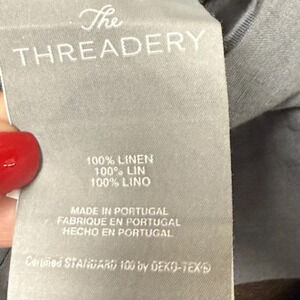 The
THREADERY
100% LINEN
100% LIN
100% LINO
MADE IN PORTUGAL
FABRIQUE EN PORTUGAL
HECHO EN PORTUGAL
Certified STANDARD 100 by OEKO-TEX®